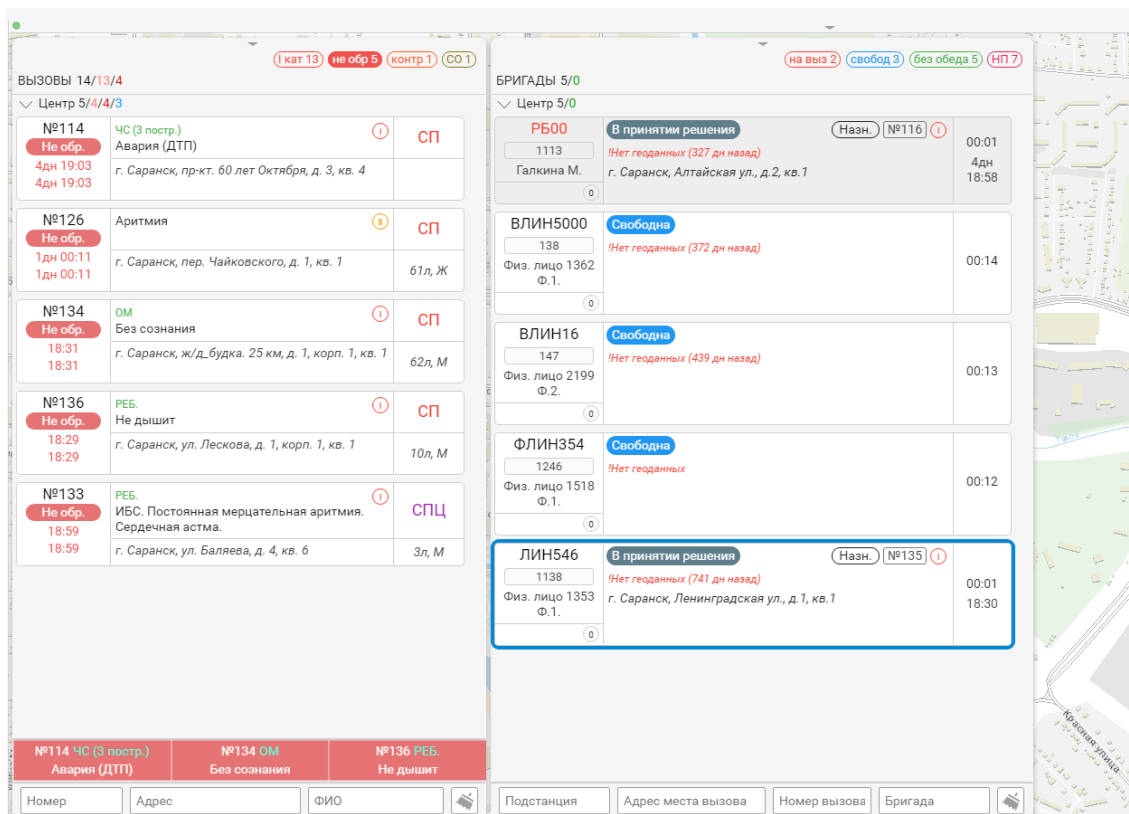 I кат 13 не обр 5 контр 1 СО 1
ВЫЗОВЫ 14/13/4
Центр 5/4/4/3
№114
Не обр.
4дн 19:03
4дн 19:03
ЧС (3 постр.)
Авария (ДТП)
I
СП
г. Саранск, пр-кт. 60 лет Октября, д. 3, кв. 4
№126
Не обр.
1дн 00:11
1дн 00:11
Аритмия
II
СП
г. Саранск, пер. Чайковского, д. 1, кв. 1
61л, Ж
№134
Не обр.
18:31
18:31
ОМ
Без сознания
I
СП
г. Саранск, ж/д_будка. 25 км, д. 1, корп. 1, кв. 1
62л, М
№136
Не обр.
18:29
18:29
РЕБ.
Не дышит
I
СП
г. Саранск, ул. Лескова, д. 1, корп. 1, кв. 1
10л, М
№133
Не обр.
18:59
18:59
РЕБ.
ИБС. Постоянная мерцательная аритмия.
Сердечная астма.
I
СПЦ
г. Саранск, ул. Баляева, д. 4, кв. 6
3л, М
№114 ЧС (3 постр.)
Авария (ДТП)
№134 ОМ
Без сознания
№136 РЕБ.
Не дышит
Номер
Адрес
ФИО
на выз 2 свобод 3 без обеда 5 НП 7
БРИГАДЫ 5/0
Центр 5/0
РБ00
1113
Галкина М.
0
В принятии решения
Назн. №116 I
!Нет геоданных (327 дн назад)
г. Саранск, Алтайская ул., д.2, кв.1
00:01
4дн
18:58
ВЛИН5000
138
Физ. лицо 1362
Ф.1.
0
Свободна
!Нет геоданных (372 дн назад)
00:14
ВЛИН16
147
Физ. лицо 2199
Ф.2.
0
Свободна
!Нет геоданных (439 дн назад)
00:13
ФЛИН354
1246
Физ. лицо 1518
Ф.1.
0
Свободна
!Нет геоданных
00:12
ЛИН546
1138
Физ. лицо 1353
Ф.1.
0
В принятии решения
Назн. №135 I
!Нет геоданных (741 дн назад)
г. Саранск, Ленинградская ул., д.1, кв.1
00:01
18:30
Подстанция
Адрес места вызова
Номер вызова
Бригада
Красная улица